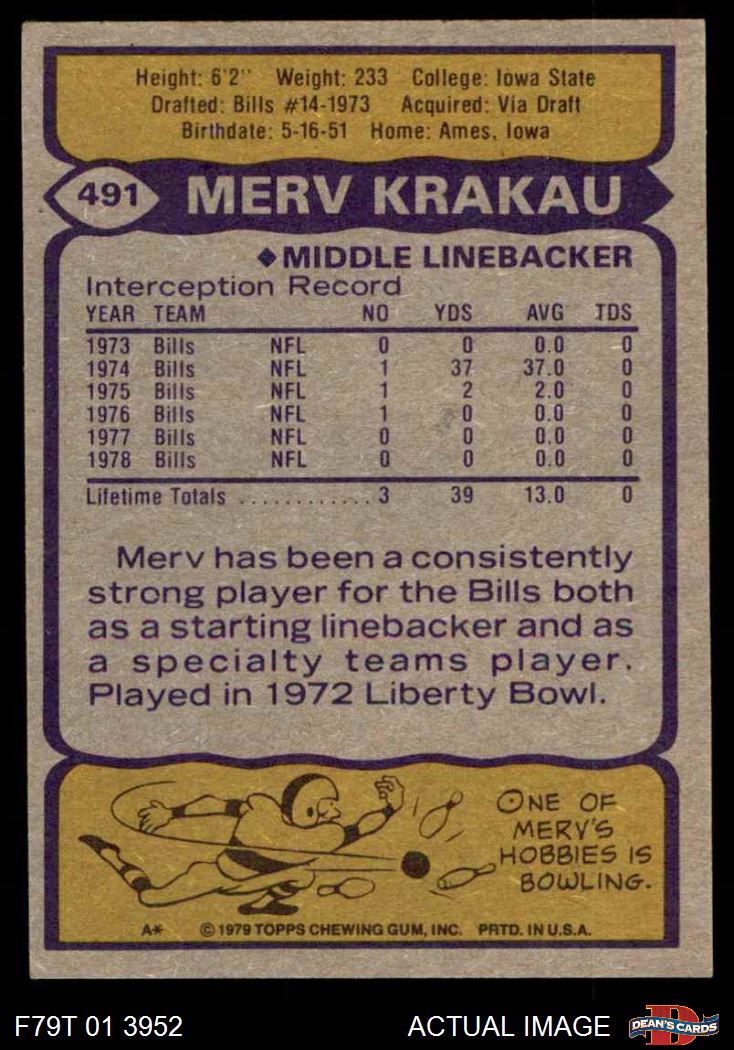 Height: 6'2" Weight: 233 College: Iowa State
Drafted: Bills #14-1973 Acquired: Via Draft
Birthdate: 5-16-51 Home: Ames, Iowa
491 MERV KRAKAU
◆MIDDLE LINEBACKER
Interception Record
YEAR TEAM NO YDS AVG TDS
1973 Bills NFL 0 0 0.0 0
1974 Bills NFL 1 37 37.0 0
1975 Bills NFL 1 2 2.0 0
1976 Bills NFL 1 0 0.0 0
1977 Bills NFL 0 0 0.0 0
1978 Bills NFL 0 0 0.0 0
Lifetime Totals ............ 3 39 13.0 0
Merv has been a consistently
strong player for the Bills both
as a starting linebacker and as
a specialty teams player.
Played in 1972 Liberty Bowl.
ONE OF
MERV'S
HOBBIES IS
BOWLING.
A* © 1979 TOPPS CHEWING GUM, INC. PRTD. IN U.S.A.
F79T 01 3952 ACTUAL IMAGE D DEAN'S CARDS